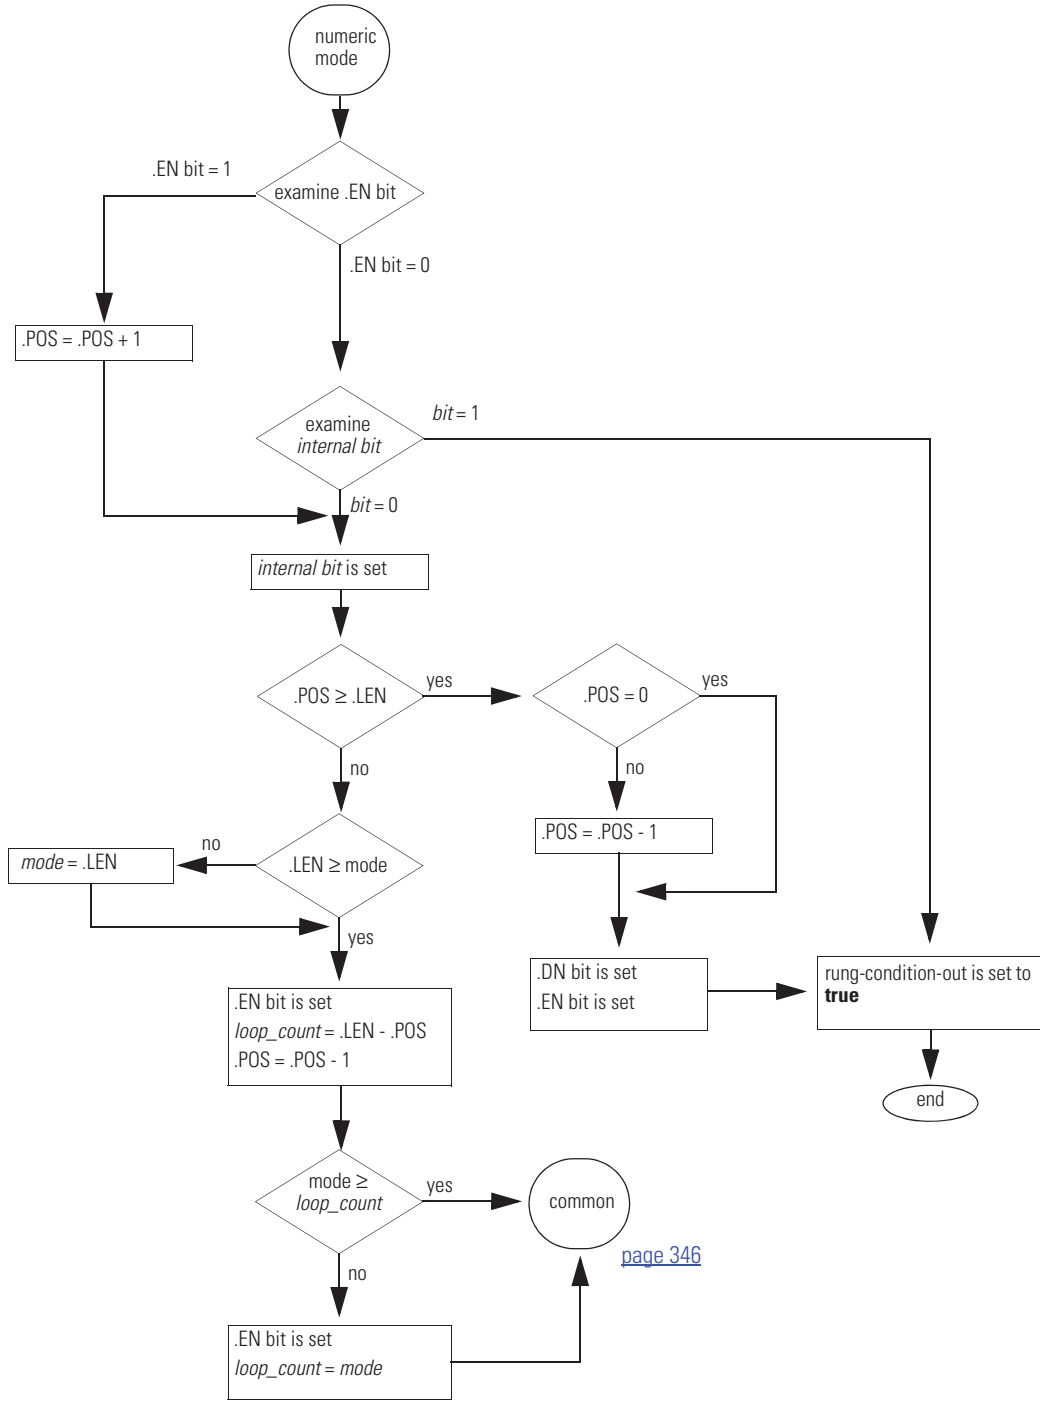 numeric
mode
.EN bit = 1
examine .EN bit
.EN bit = 0
.POS = .POS + 1
examine
internal bit
bit = 1
bit = 0
internal bit is set
.POS ≥ .LEN
yes
.POS = 0
yes
no
no
.POS = .POS - 1
mode = .LEN
no
.LEN ≥ mode
yes
.DN bit is set
.EN bit is set
rung-condition-out is set to
true
.EN bit is set
loop_count = .LEN - .POS
.POS = .POS - 1
end
mode ≥
loop_count
yes
common
page 346
no
.EN bit is set
loop_count = mode